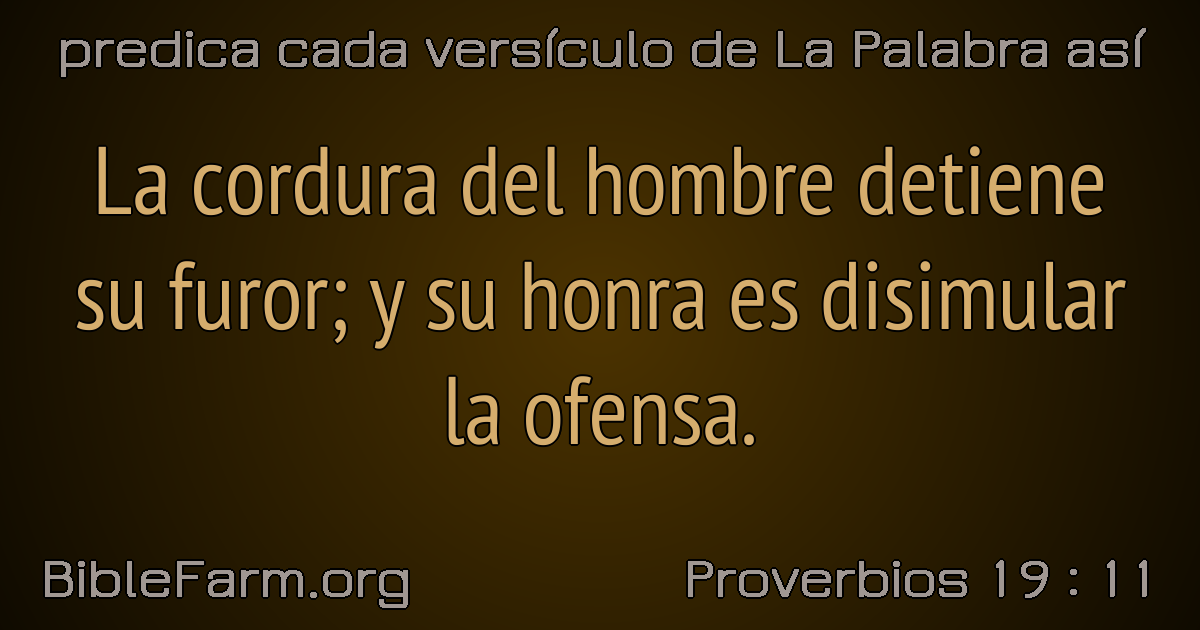 predica cada versículo de La Palabra así
La cordura del hombre detiene
su furor; y su honra es disimular
la ofensa.
BibleFarm.org
Proverbios 19 : 11